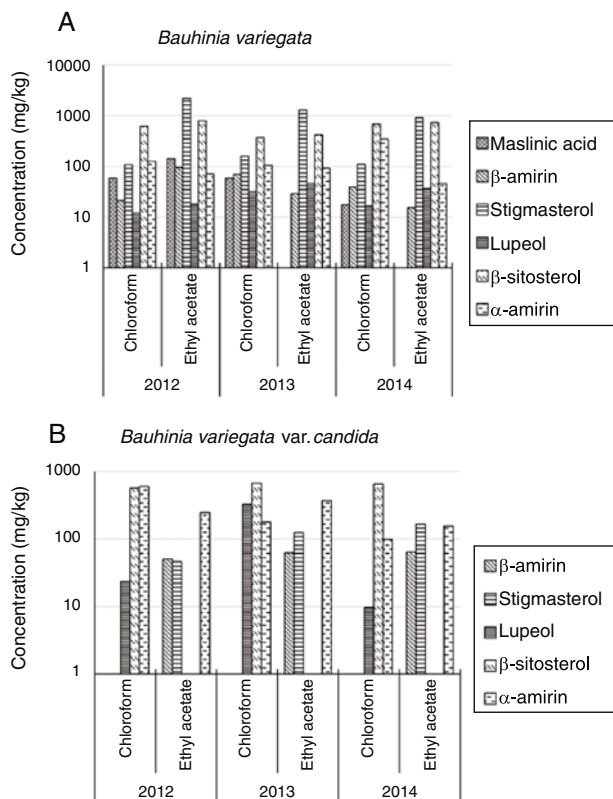 A
Bauhinia variegata
Concentration (mg/kg)
10000
1000
100
10
1
Chloroform
Ethyl acetate
Chloroform
Ethyl acetate
Chloroform
Ethyl acetate
2012
2013
2014
Maslinic acid
β-amirin
Stigmasterol
Lupeol
β-sitosterol
α-amirin
B
Bauhinia variegata var. candida
Concentration (mg/kg)
1000
100
10
1
Chloroform
Ethyl acetate
Chloroform
Ethyl acetate
Chloroform
Ethyl acetate
2012
2013
2014
β-amirin
Stigmasterol
Lupeol
β-sitosterol
α-amirin